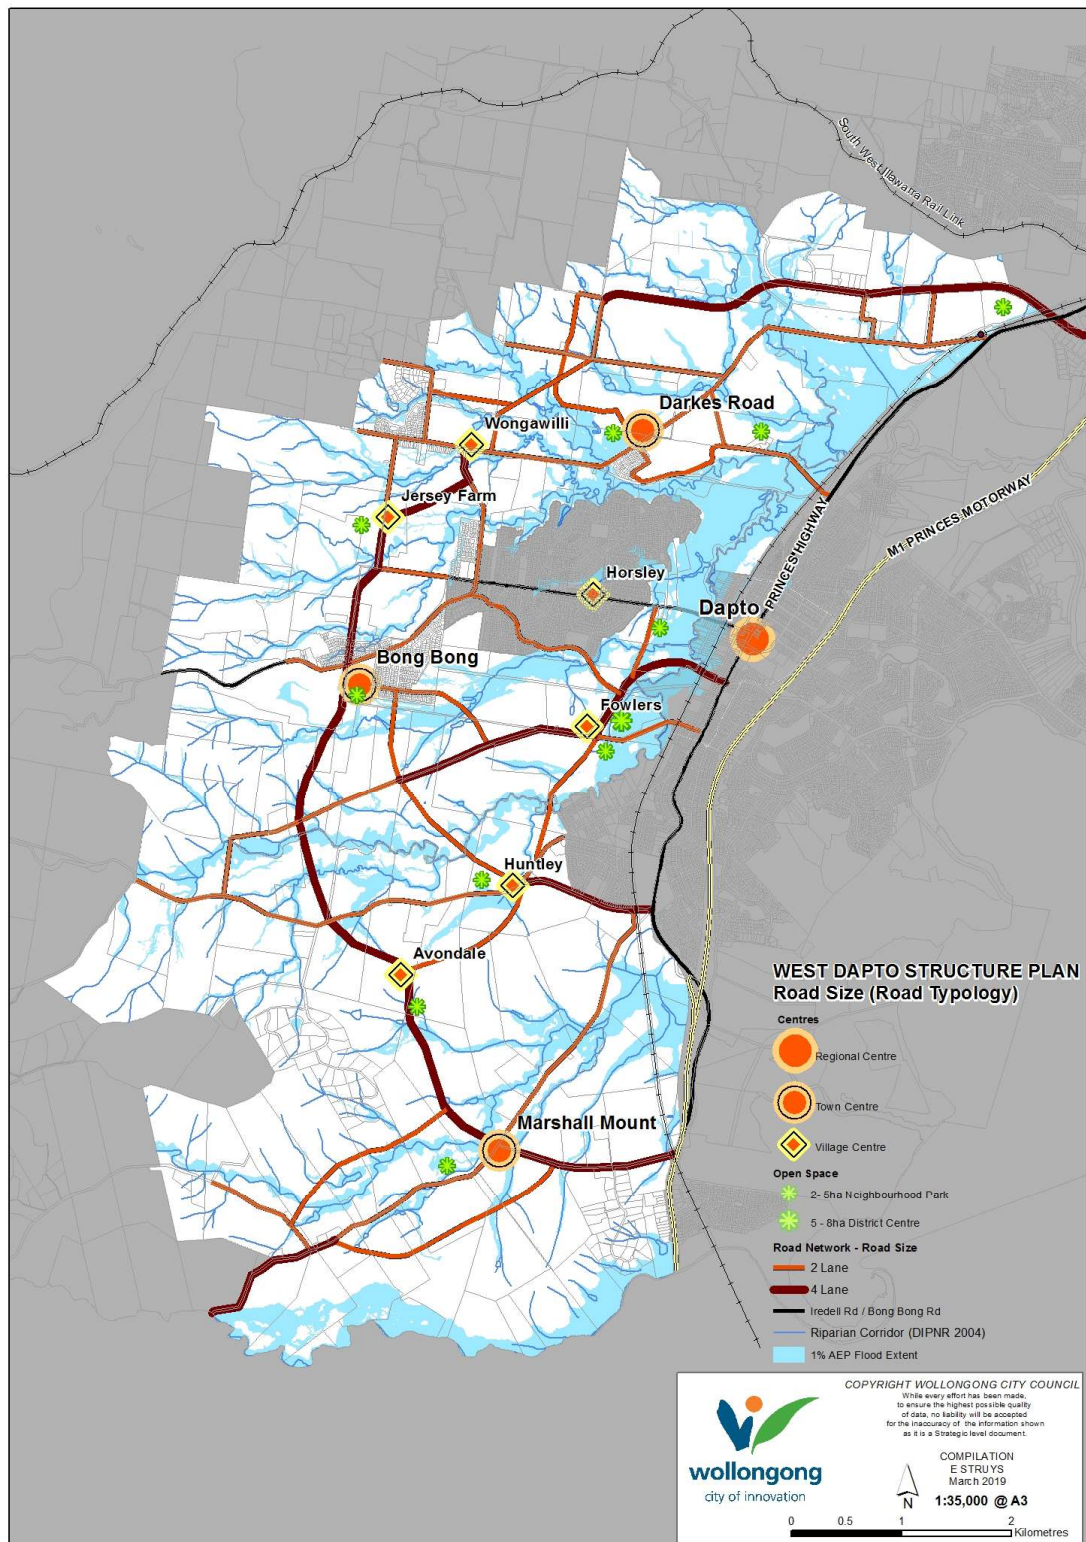 South West Illawarra Rail Link
Darkes Road
Wongawilli
Jersey Farm
M1 PRINCES MOTORWAY
PRINCES HIGHWAY
Horsley
Dapto
Bong Bong
Fowlers
Huntley
Avondale
Marshall Mount
WEST DAPTO STRUCTURE PLAN
Road Size (Road Typology)
Centres
Regional Centre
Town Centre
Village Centre
Open Space
2- 5ha Neighbourhood Park
5 - 8ha District Centre
Road Network - Road Size
2 Lane
4 Lane
Iredell Rd / Bong Bong Rd
Riparian Corridor (DIPNR 2004)
1% AEP Flood Extent
COPYRIGHT WOLLONGONG CITY COUNCIL
While every effort has been made,
to ensure the highest possible quality
of data, no liability will be accepted
for the inaccuracy of the information shown
as it is a Strategic level document.
COMPILATION
E STRUYS
March 2019
1:35,000 @ A3
N
wollongong
city of innovation
0 0.5 1 2
Kilometres